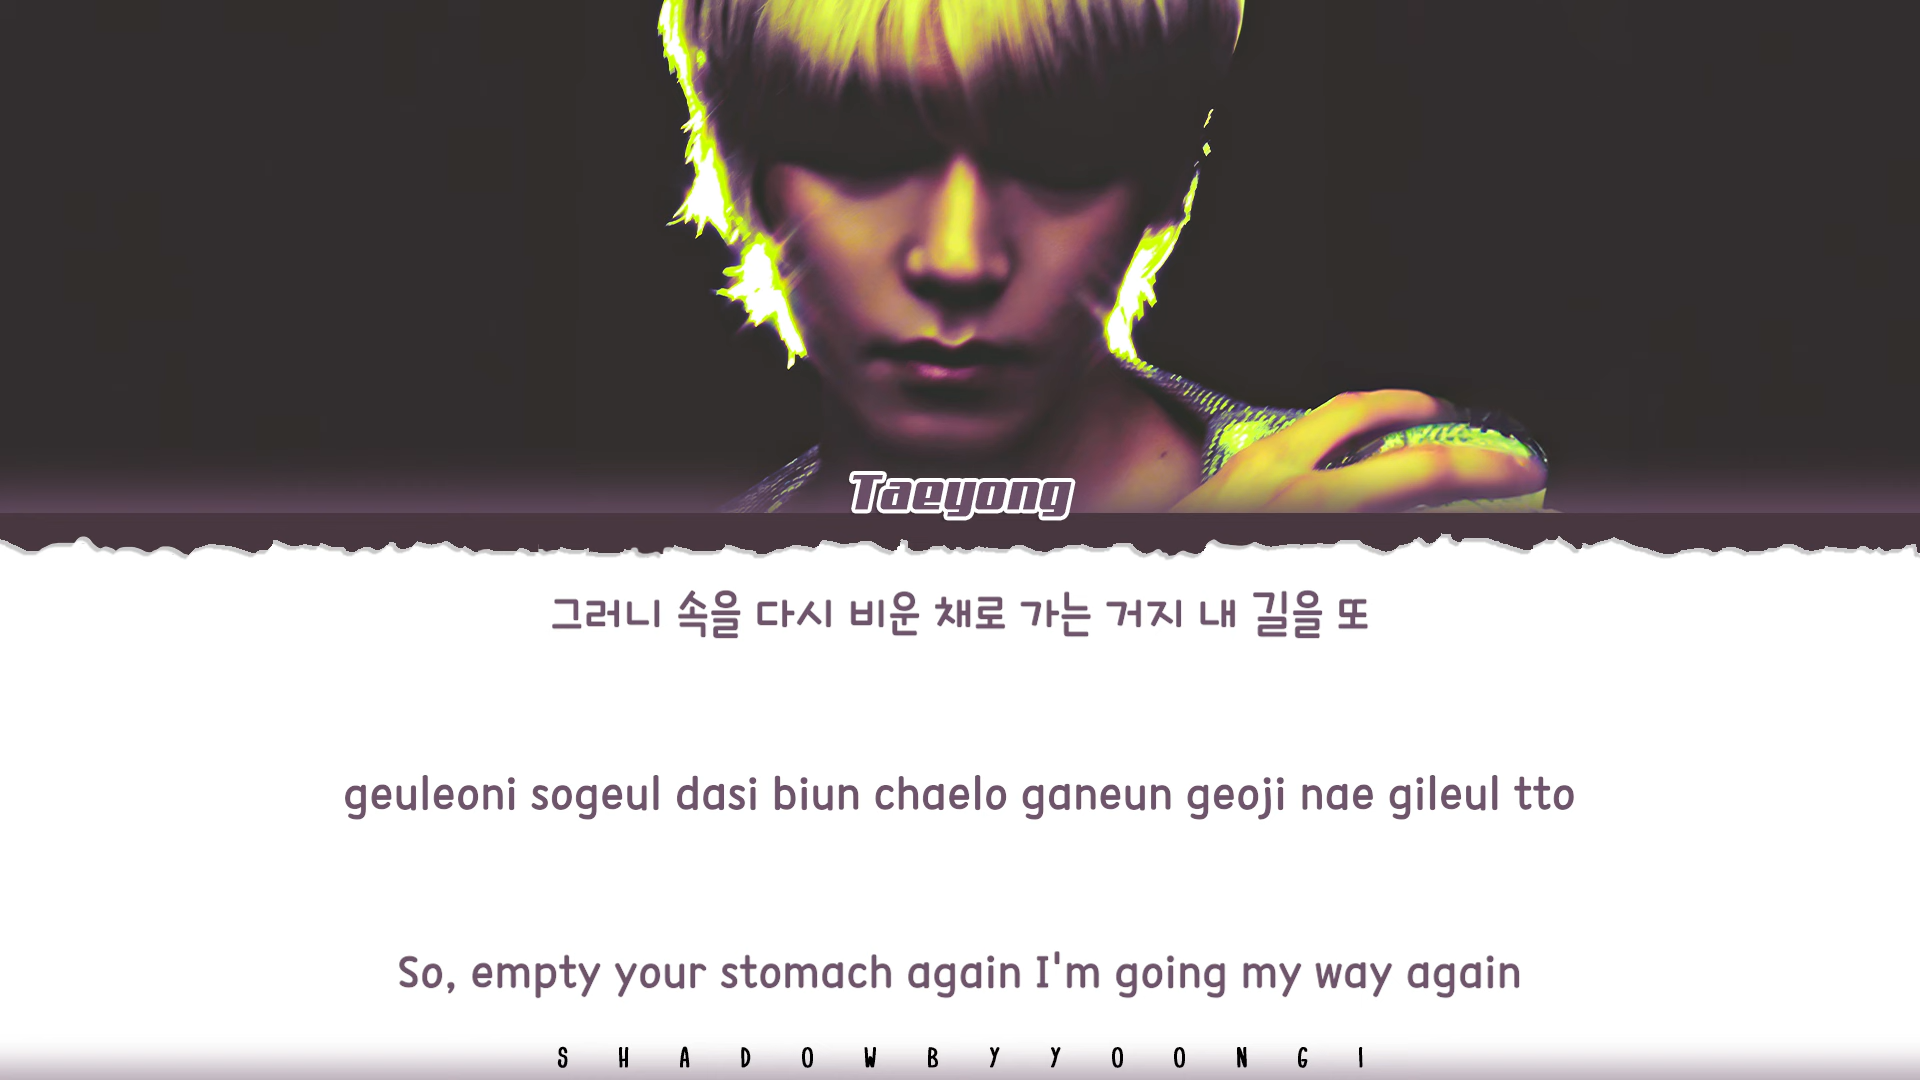 Taeyong
그러니 속을 다시 비운 채로 가는 거지 내 길을 또
geuleoni sogeul dasi biun chaelo ganeun geoji nae gileul tto
So, empty your stomach again I'm going my way again
SHADOWBYYOONGI